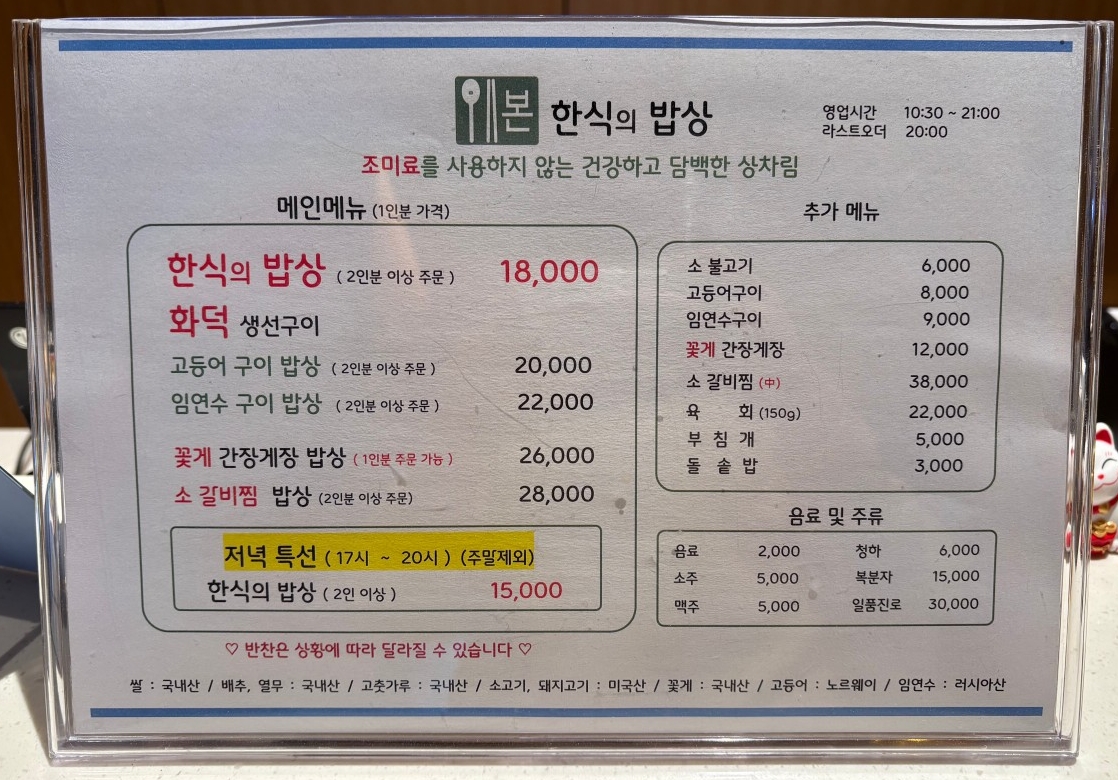 본 한식의 밥상
영업시간 10:30 ~ 21:00
라스트오더 20:00
조미료를 사용하지 않는 건강하고 담백한 상차림
메인메뉴 (1인분 가격)
한식의 밥상 ( 2인분 이상 주문 ) 18,000
화덕 생선구이
고등어 구이 밥상 ( 2인분 이상 주문 ) 20,000
임연수 구이 밥상 ( 2인분 이상 주문 ) 22,000
꽃게 간장게장 밥상 ( 1인분 주문 가능 ) 26,000
소 갈비찜 밥상 (2인분 이상 주문) 28,000
저녁 특선 ( 17시 ~ 20시 ) (주말제외)
한식의 밥상 ( 2인 이상 ) 15,000
♡ 반찬은 상황에 따라 달라질 수 있습니다 ♡
추가 메뉴
소 불고기 6,000
고등어구이 8,000
임연수구이 9,000
꽃게 간장게장 12,000
소 갈비찜 (中) 38,000
육 회 (150g) 22,000
부 침 개 5,000
돌 솥 밥 3,000
음료 및 주류
음료 2,000 청하 6,000
소주 5,000 복분자 15,000
맥주 5,000 일품진로 30,000
쌀 : 국내산 / 배추, 열무 : 국내산 / 고춧가루 : 국내산 / 소고기, 돼지고기 : 미국산 / 꽃게 : 국내산 / 고등어 : 노르웨이 / 임연수 : 러시아산